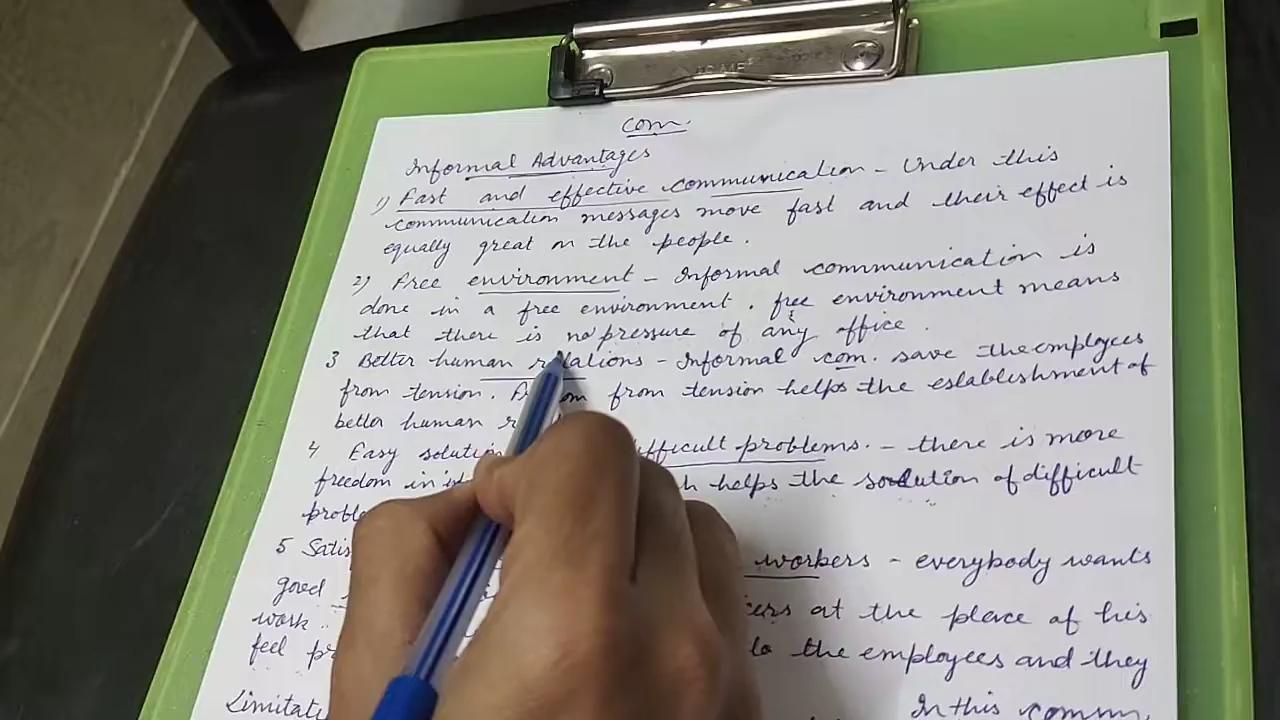 com.
Informal Advantages
1) Fast and effective communication - Under this
communication messages move fast and their effect is
equally great on the people.
2) Free environment - Informal communication is
done in a free environment. free environment means
that there is no pressure of any office.
3 Better human relations - Informal com. save the employees
from tension. from tension helps the establishment of
better human
4 Easy difficult problems. - there is more
freedom in helps the solution of difficult
5 workers - everybody wants
good at the place of his
work
feel to the employees and they
In this comm.